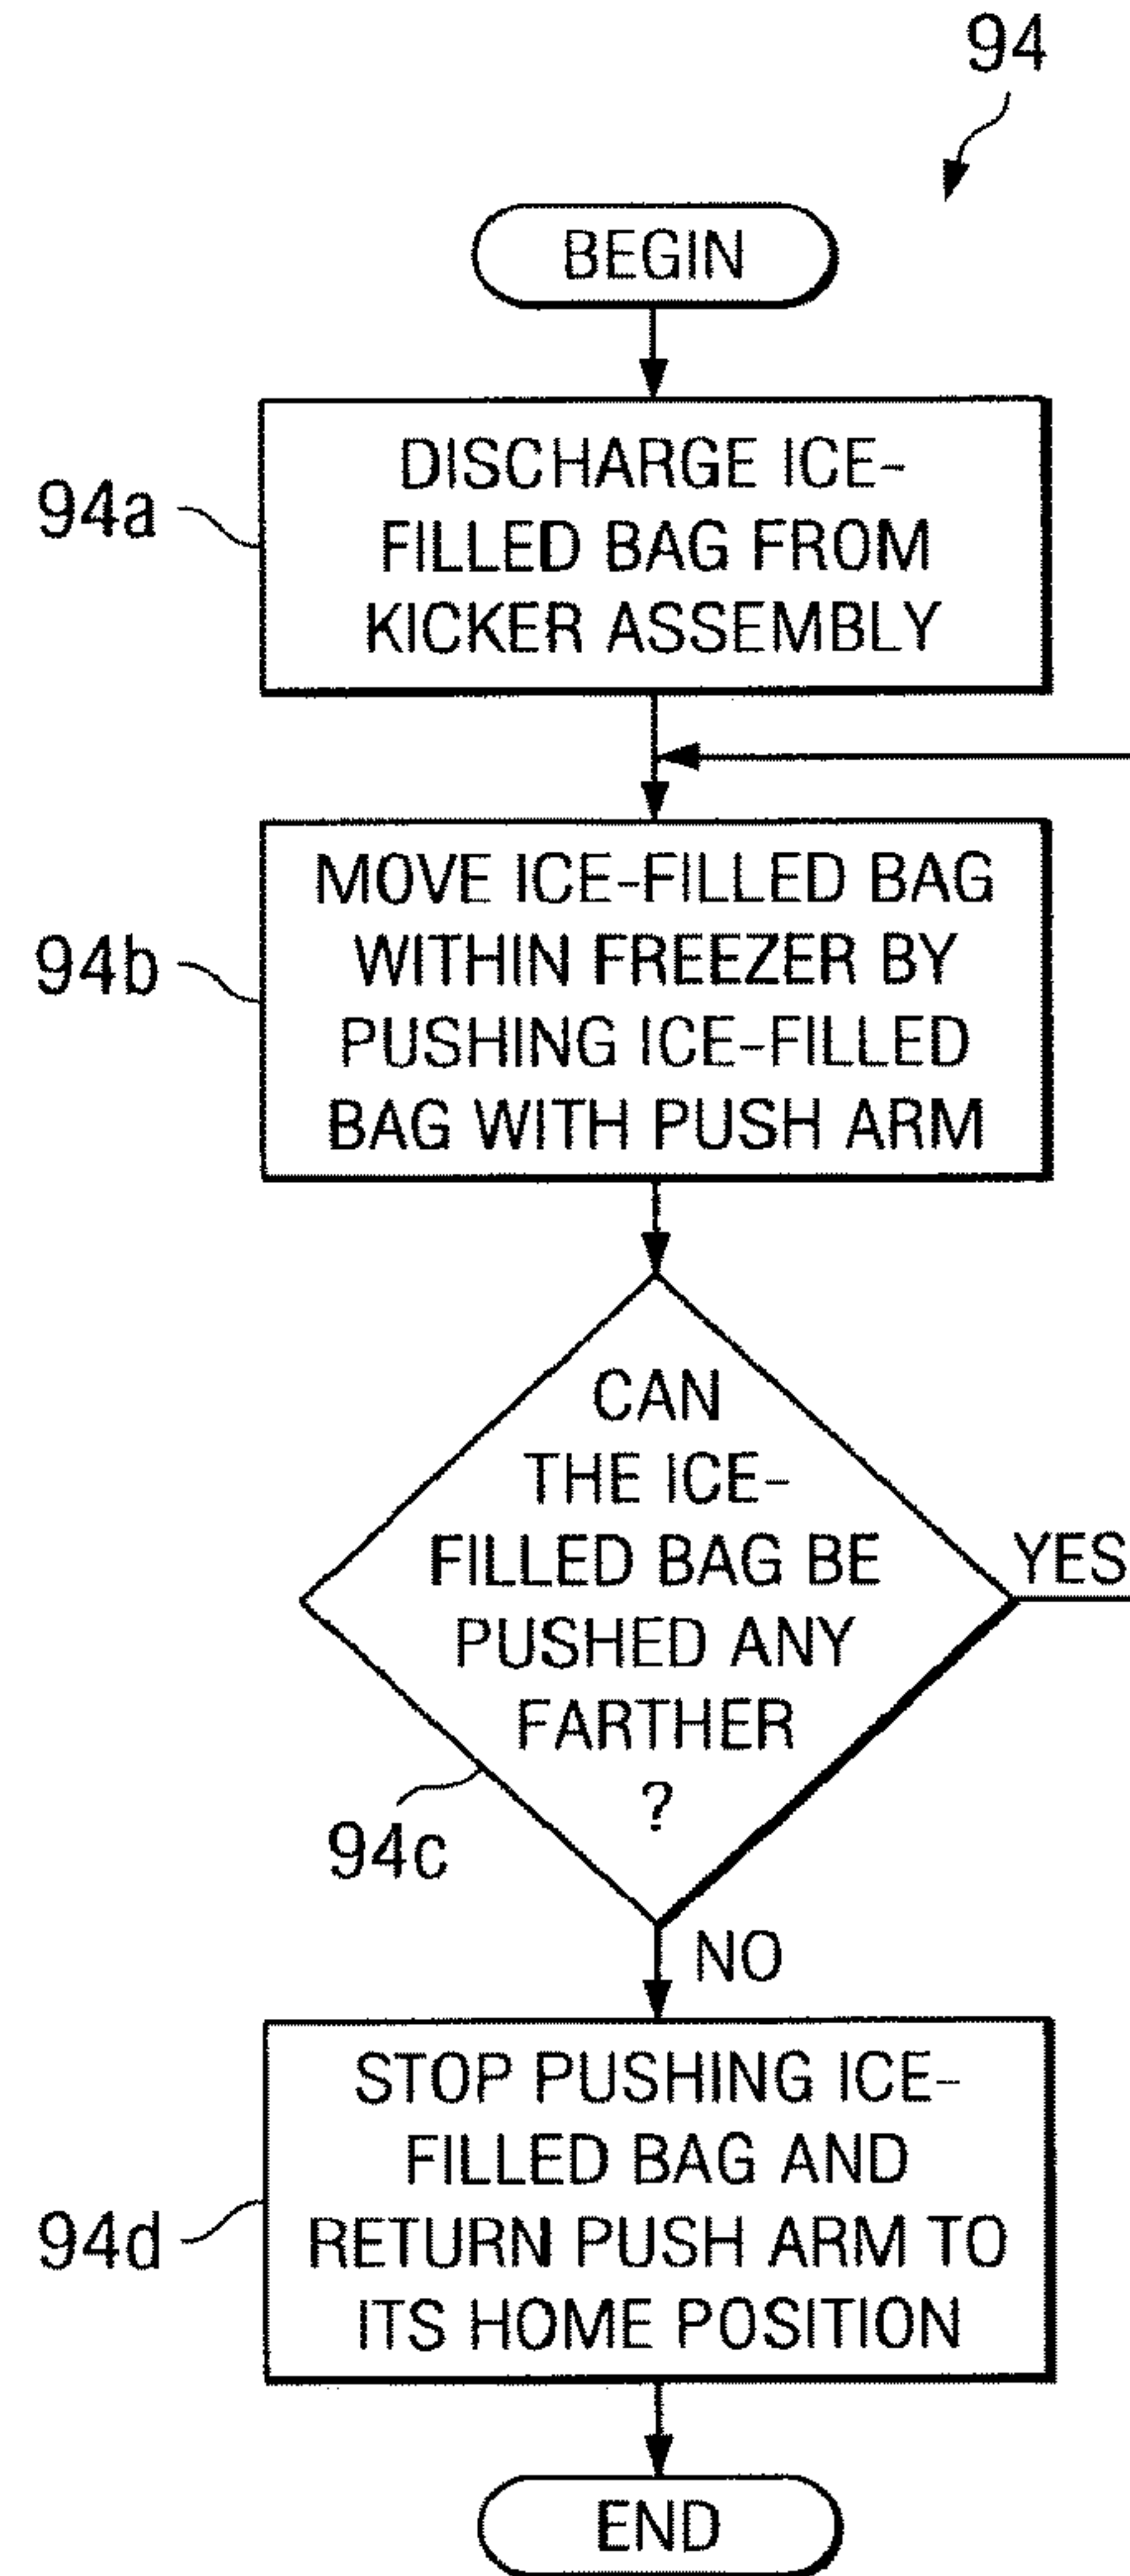 94
BEGIN
94a
DISCHARGE ICE-
FILLED BAG FROM
KICKER ASSEMBLY
94b
MOVE ICE-FILLED BAG
WITHIN FREEZER BY
PUSHING ICE-FILLED
BAG WITH PUSH ARM
CAN
THE ICE-
FILLED BAG BE
PUSHED ANY
FARTHER
?
YES
94c
NO
94d
STOP PUSHING ICE-
FILLED BAG AND
RETURN PUSH ARM TO
ITS HOME POSITION
END